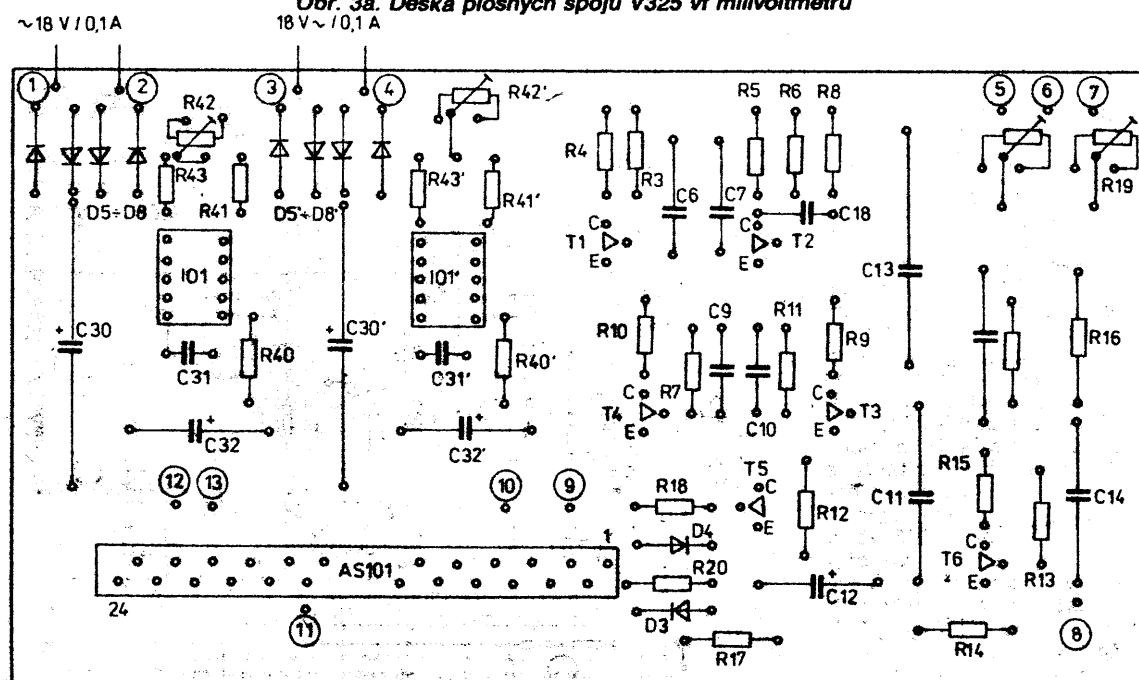 Obr. 3a. Deska plošných spojů V325 vf milivoltmetru
~18 V / 0,1 A
18 V ~ / 0,1 A
1
2
3
4
5
6
7
R42
R42'
R5
R6
R8
R4
R3
R43
R43'
R41
R41'
C6
C7
C18
R19
D5÷D8
D5'÷D8'
C
C
T1
T2
E
E
IO1
IO1'
C13
+
C30
+
C30'
R10
C9
R11
R9
R16
R40
R40'
C31
C31'
R7
C
C
T4
T3
E
E
C10
+
C32
+
C32'
12
13
10
9
T5
C
E
R18
R12
C11
R15
C14
D4
1
AS101
C
T6
E
R13
R20
+
C12
24
11
D3
R17
R14
8